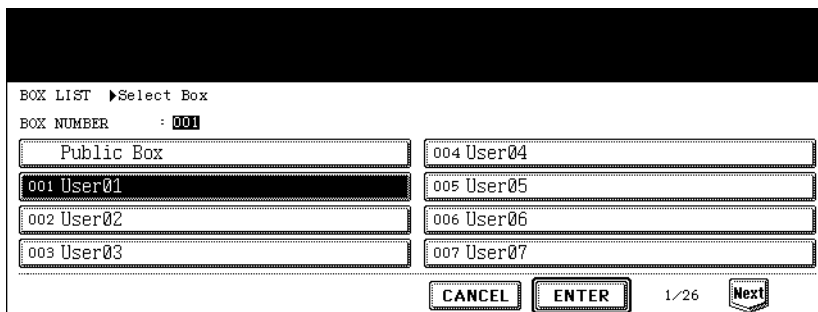 BOX LIST ▶Select Box
BOX NUMBER : 001
Public Box
001 User01
002 User02
003 User03
004 User04
005 User05
006 User06
007 User07
CANCEL ENTER 1/26 Next